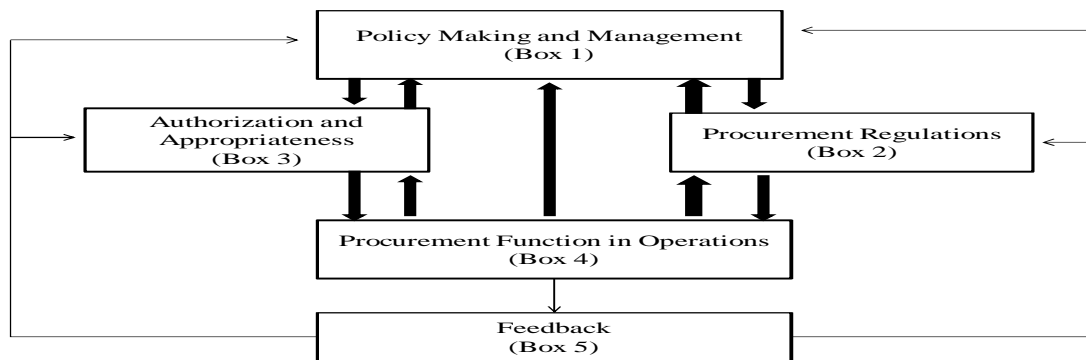 Policy Making and Management
(Box 1)
Authorization and
Appropriateness
(Box 3)
Procurement Regulations
(Box 2)
Procurement Function in Operations
(Box 4)
Feedback
(Box 5)